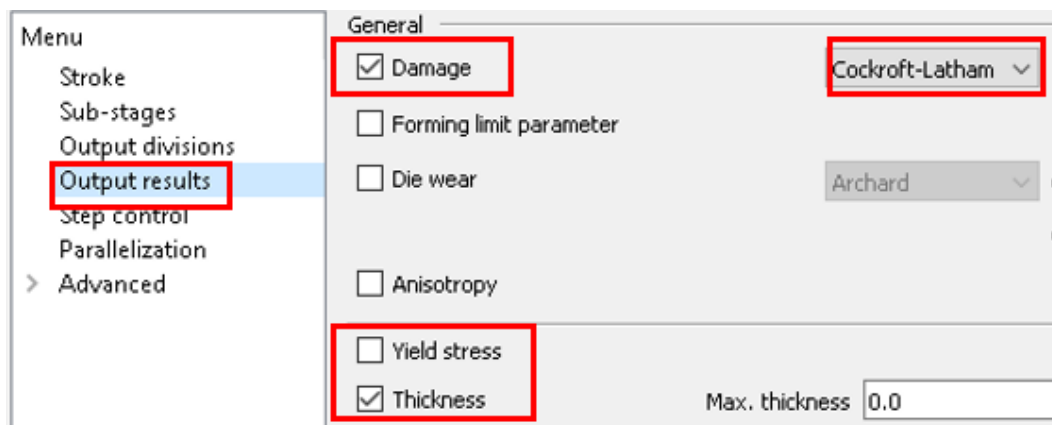 Menu
Stroke
Sub-stages
Output divisions
Output results
Step control
Parallelization
Advanced
General
Damage
Cockroft-Latham
Forming limit parameter
Die wear
Archard
Anisotropy
Yield stress
Thickness
Max. thickness 0.0